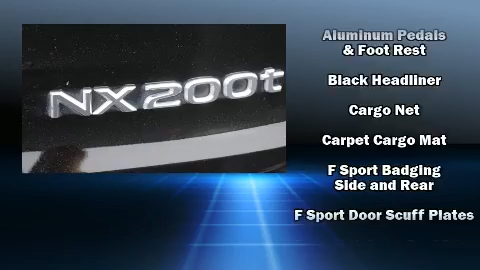 NX200t
Aluminum Pedals
& Foot Rest
Black Headliner
Cargo Net
Carpet Cargo Mat
F Sport Badging
Side and Rear
F Sport Door Scuff Plates